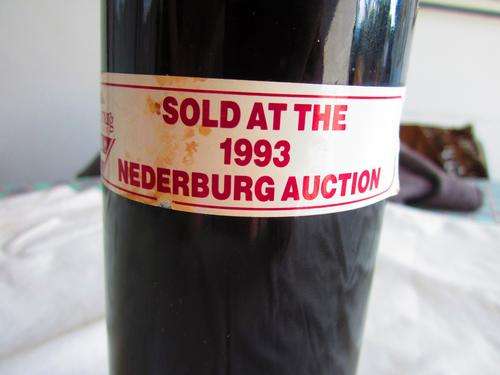 SOLD AT THE
1993
NEDERBURG AUCTION